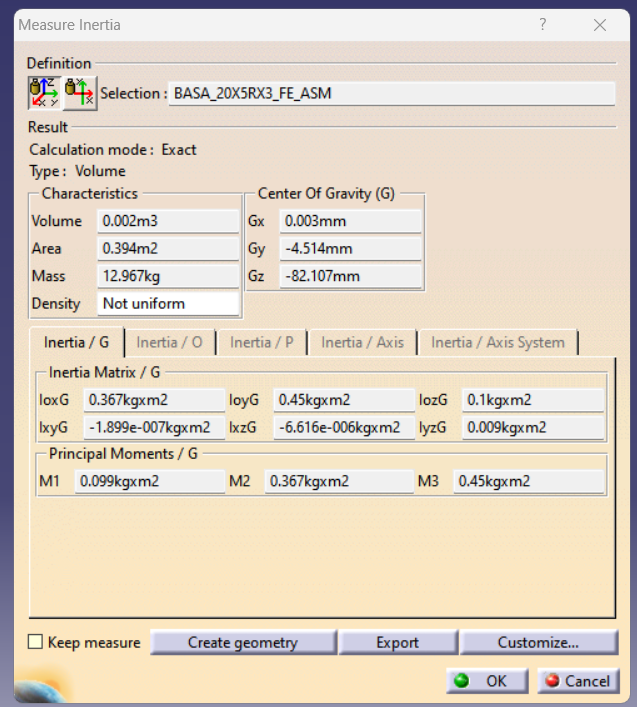 Measure Inertia ?
Definition
Selection : BASA_20X5RX3_FE_ASM
Result
Calculation mode : Exact
Type : Volume
Characteristics Center Of Gravity (G)
Volume 0.002m3 Gx 0.003mm
Area 0.394m2 Gy -4.514mm
Mass 12.967kg Gz -82.107mm
Density Not uniform
Inertia / G Inertia / O Inertia / P Inertia / Axis Inertia / Axis System
Inertia Matrix / G
IoxG 0.367kgxm2 IoyG 0.45kgxm2 IozG 0.1kgxm2
IxyG -1.899e-007kgxm2 IxzG -6.616e-006kgxm2 IyzG 0.009kgxm2
Principal Moments / G
M1 0.099kgxm2 M2 0.367kgxm2 M3 0.45kgxm2
Keep measure Create geometry Export Customize...
OK Cancel